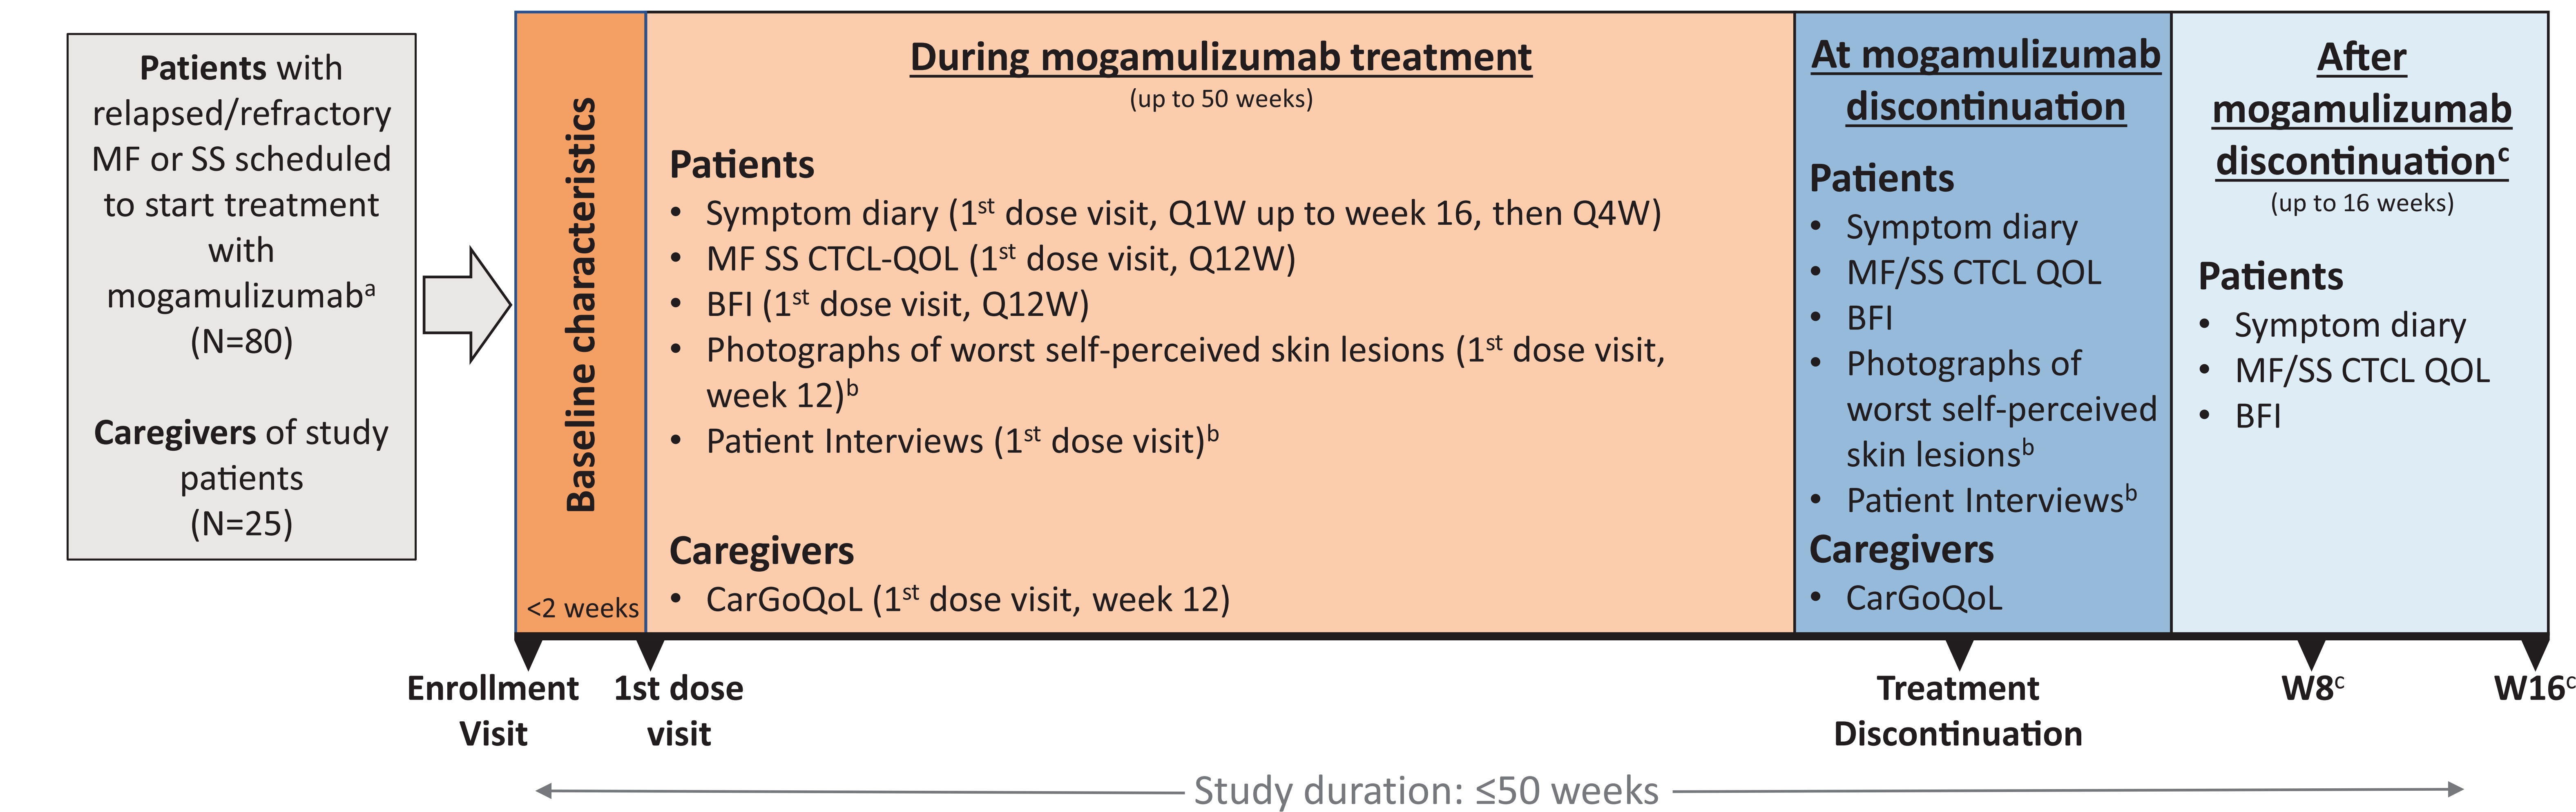 Patients with
relapsed/refractory
MF or SS scheduled
to start treatment
with
mogamulizumabᵃ
(N=80)
Caregivers of study
patients
(N=25)
Baseline characteristics
<2 weeks
During mogamulizumab treatment
(up to 50 weeks)
Patients
• Symptom diary (1ˢᵗ dose visit, Q1W up to week 16, then Q4W)
• MF SS CTCL-QOL (1ˢᵗ dose visit, Q12W)
• BFI (1ˢᵗ dose visit, Q12W)
• Photographs of worst self-perceived skin lesions (1ˢᵗ dose visit,
week 12)ᵇ
• Patient Interviews (1ˢᵗ dose visit)ᵇ
Caregivers
• CarGoQoL (1ˢᵗ dose visit, week 12)
At mogamulizumab
discontinuation
Patients
• Symptom diary
• MF/SS CTCL QOL
• BFI
• Photographs of
worst self-perceived
skin lesionsᵇ
• Patient Interviewsᵇ
Caregivers
• CarGoQoL
After
mogamulizumab
discontinuationᶜ
(up to 16 weeks)
Patients
• Symptom diary
• MF/SS CTCL QOL
• BFI
Enrollment
Visit
1st dose
visit
Treatment
Discontinuation
W8ᶜ
W16ᶜ
Study duration: ≤50 weeks